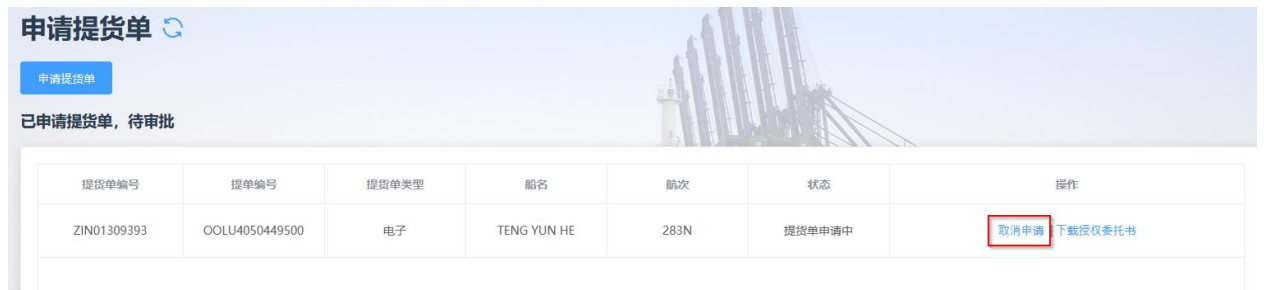 申请提货单
申请提货单
已申请提货单，待审批
提货单编号 提单编号 提货单类型 船名 航次 状态 操作
ZIN01309393 OOLU4050449500 电子 TENG YUN HE 283N 提货单申请中 取消申请 下载授权委托书